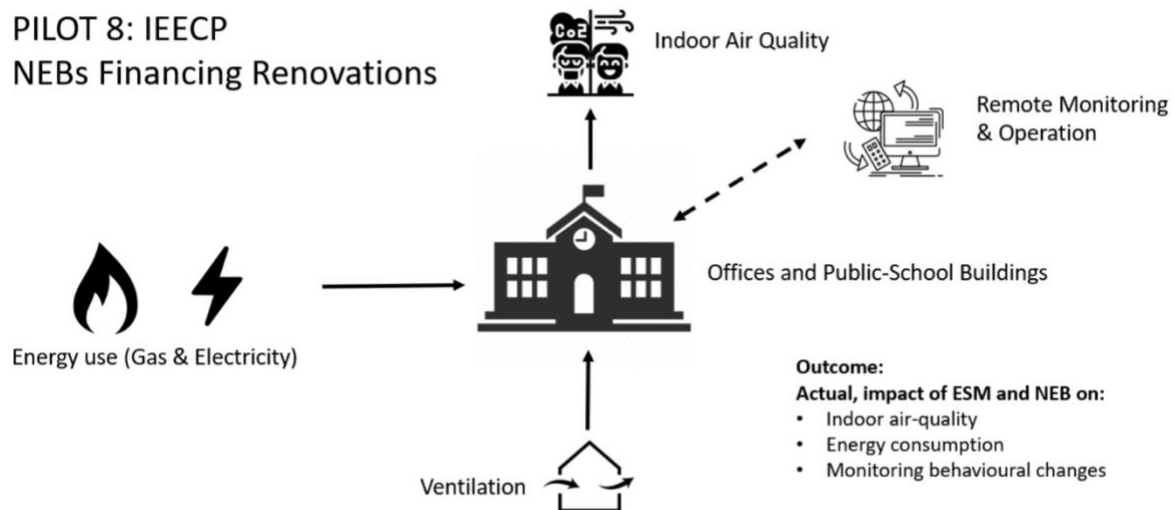 PILOT 8: IEECP
NEBs Financing Renovations
Co2
Indoor Air Quality
Remote Monitoring
& Operation
Offices and Public-School Buildings
Energy use (Gas & Electricity)
Outcome:
Actual, impact of ESM and NEB on:
• Indoor air-quality
• Energy consumption
• Monitoring behavioural changes
Ventilation